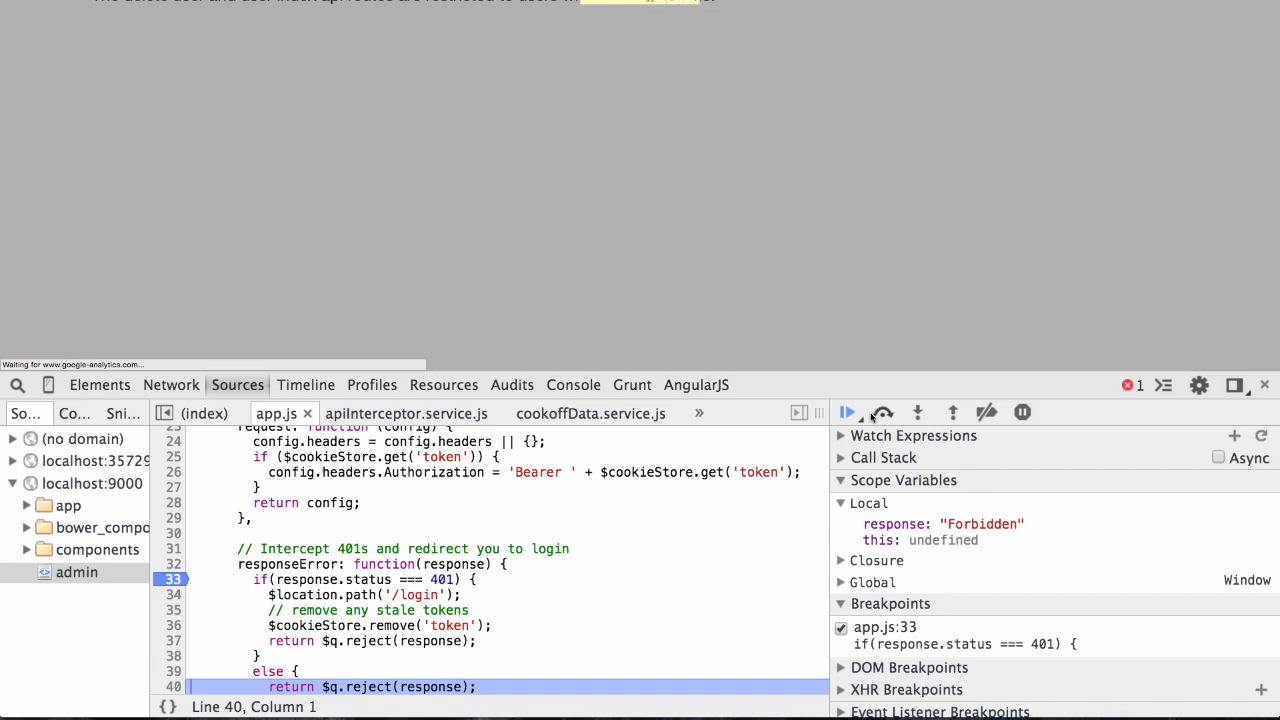 Waiting for www.google-analytics.com...
Elements Network Sources Timeline Profiles Resources Audits Console Grunt AngularJS 1
So... Co... Sni... (index) app.js apiInterceptor.service.js cookoffData.service.js »
(no domain)
localhost:35729
localhost:9000
app
bower_compo
components
admin
23 request: function (config) {
24 config.headers = config.headers || {};
25 if ($cookieStore.get('token')) {
26 config.headers.Authorization = 'Bearer ' + $cookieStore.get('token');
27 }
28 return config;
29 },
30
31 // Intercept 401s and redirect you to login
32 responseError: function(response) {
33 if(response.status === 401) {
34 $location.path('/login');
35 // remove any stale tokens
36 $cookieStore.remove('token');
37 return $q.reject(response);
38 }
39 else {
40 return $q.reject(response);
{} Line 40, Column 1
Watch Expressions
Call Stack Async
Scope Variables
Local
response: "Forbidden"
this: undefined
Closure
Global Window
Breakpoints
app.js:33
if(response.status === 401) {
DOM Breakpoints
XHR Breakpoints
Event Listener Breakpoints